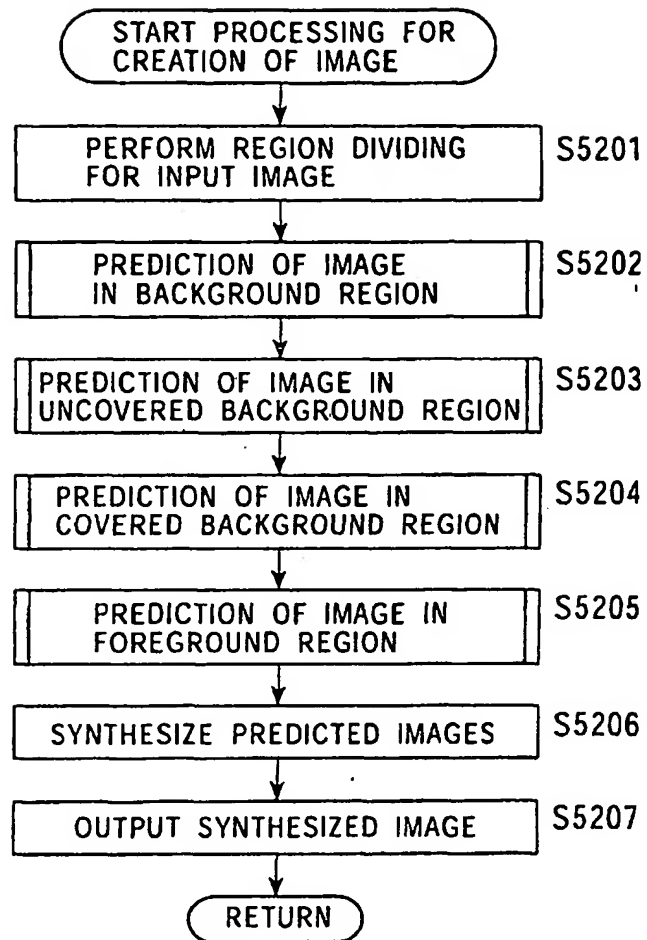 START PROCESSING FOR
CREATION OF IMAGE
PERFORM REGION DIVIDING
FOR INPUT IMAGE
S5201
PREDICTION OF IMAGE
IN BACKGROUND REGION
S5202
PREDICTION OF IMAGE IN
UNCOVERED BACKGROUND REGION
S5203
PREDICTION OF IMAGE IN
COVERED BACKGROUND REGION
S5204
PREDICTION OF IMAGE IN
FOREGROUND REGION
S5205
SYNTHESIZE PREDICTED IMAGES
S5206
OUTPUT SYNTHESIZED IMAGE
S5207
RETURN